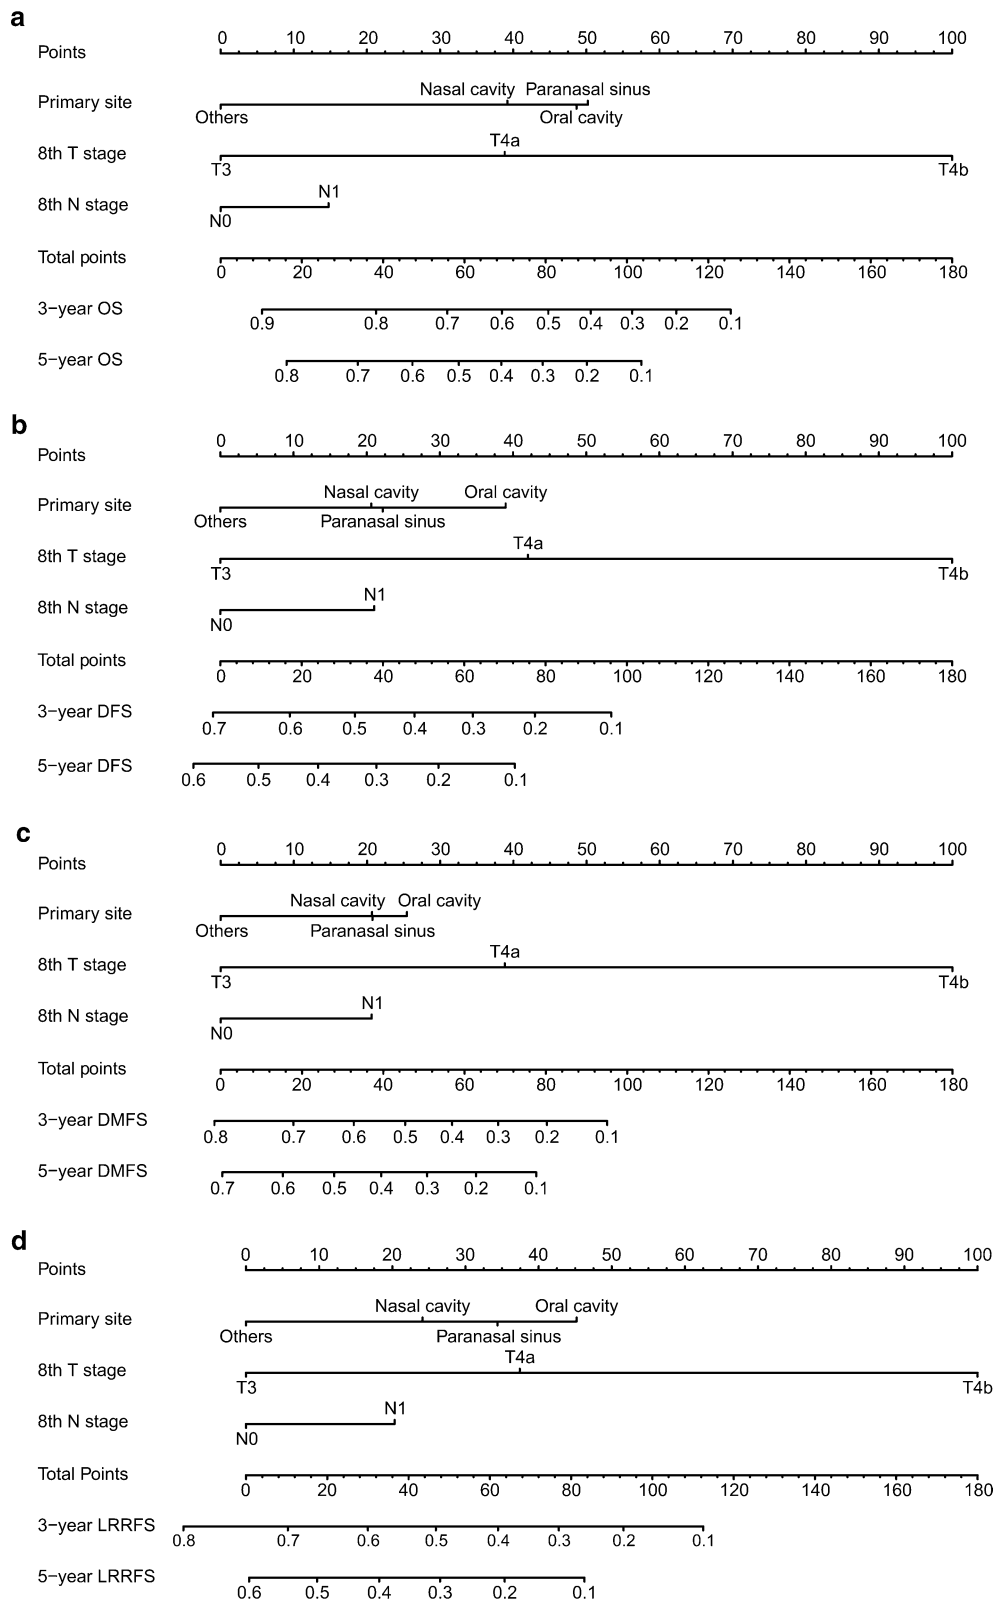 a
Points 0 10 20 30 40 50 60 70 80 90 100
Nasal cavity Paranasal sinus
Primary site
Others Oral cavity
T4a
8th T stage
T3 T4b
N1
8th N stage
N0
Total points
0 20 40 60 80 100 120 140 160 180
3−year OS
0.9 0.8 0.7 0.6 0.5 0.4 0.3 0.2 0.1
5−year OS
0.8 0.7 0.6 0.5 0.4 0.3 0.2 0.1
b
Points 0 10 20 30 40 50 60 70 80 90 100
Nasal cavity Oral cavity
Primary site
Others Paranasal sinus
T4a
8th T stage
T3 T4b
N1
8th N stage
N0
Total points
0 20 40 60 80 100 120 140 160 180
3−year DFS
0.7 0.6 0.5 0.4 0.3 0.2 0.1
5−year DFS
0.6 0.5 0.4 0.3 0.2 0.1
c
Points 0 10 20 30 40 50 60 70 80 90 100
Nasal cavity Oral cavity
Primary site
Others Paranasal sinus
T4a
8th T stage
T3 T4b
N1
8th N stage
N0
Total points
0 20 40 60 80 100 120 140 160 180
3−year DMFS
0.8 0.7 0.6 0.5 0.4 0.3 0.2 0.1
5−year DMFS
0.7 0.6 0.5 0.4 0.3 0.2 0.1
d
Points 0 10 20 30 40 50 60 70 80 90 100
Nasal cavity Oral cavity
Primary site
Others Paranasal sinus
T4a
8th T stage
T3 T4b
N1
8th N stage
N0
Total Points
0 20 40 60 80 100 120 140 160 180
3−year LRRFS
0.8 0.7 0.6 0.5 0.4 0.3 0.2 0.1
5−year LRRFS
0.6 0.5 0.4 0.3 0.2 0.1